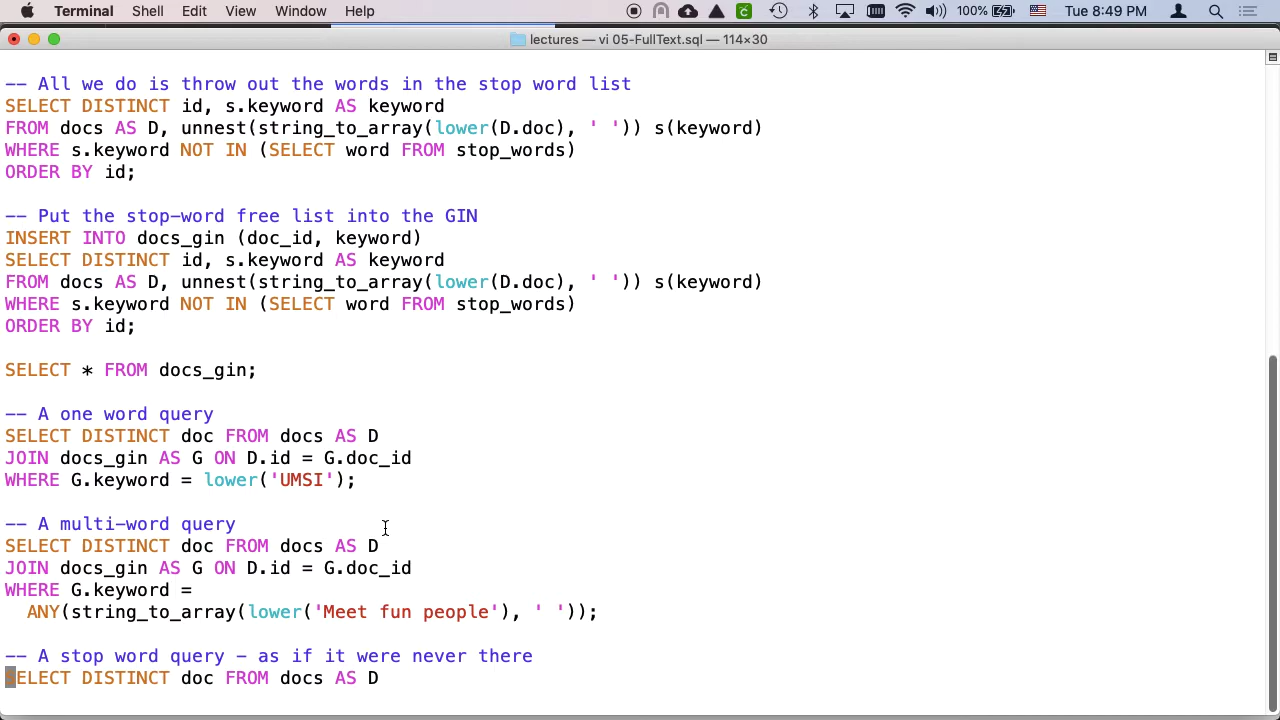 Terminal Shell Edit View Window Help 100% Tue 8:49 PM
lectures — vi 05-FullText.sql — 114×30
-- All we do is throw out the words in the stop word list
SELECT DISTINCT id, s.keyword AS keyword
FROM docs AS D, unnest(string_to_array(lower(D.doc), ' ')) s(keyword)
WHERE s.keyword NOT IN (SELECT word FROM stop_words)
ORDER BY id;
-- Put the stop-word free list into the GIN
INSERT INTO docs_gin (doc_id, keyword)
SELECT DISTINCT id, s.keyword AS keyword
FROM docs AS D, unnest(string_to_array(lower(D.doc), ' ')) s(keyword)
WHERE s.keyword NOT IN (SELECT word FROM stop_words)
ORDER BY id;
SELECT * FROM docs_gin;
-- A one word query
SELECT DISTINCT doc FROM docs AS D
JOIN docs_gin AS G ON D.id = G.doc_id
WHERE G.keyword = lower('UMSI');
-- A multi-word query
SELECT DISTINCT doc FROM docs AS D
JOIN docs_gin AS G ON D.id = G.doc_id
WHERE G.keyword =
ANY(string_to_array(lower('Meet fun people'), ' '));
-- A stop word query - as if it were never there
SELECT DISTINCT doc FROM docs AS D